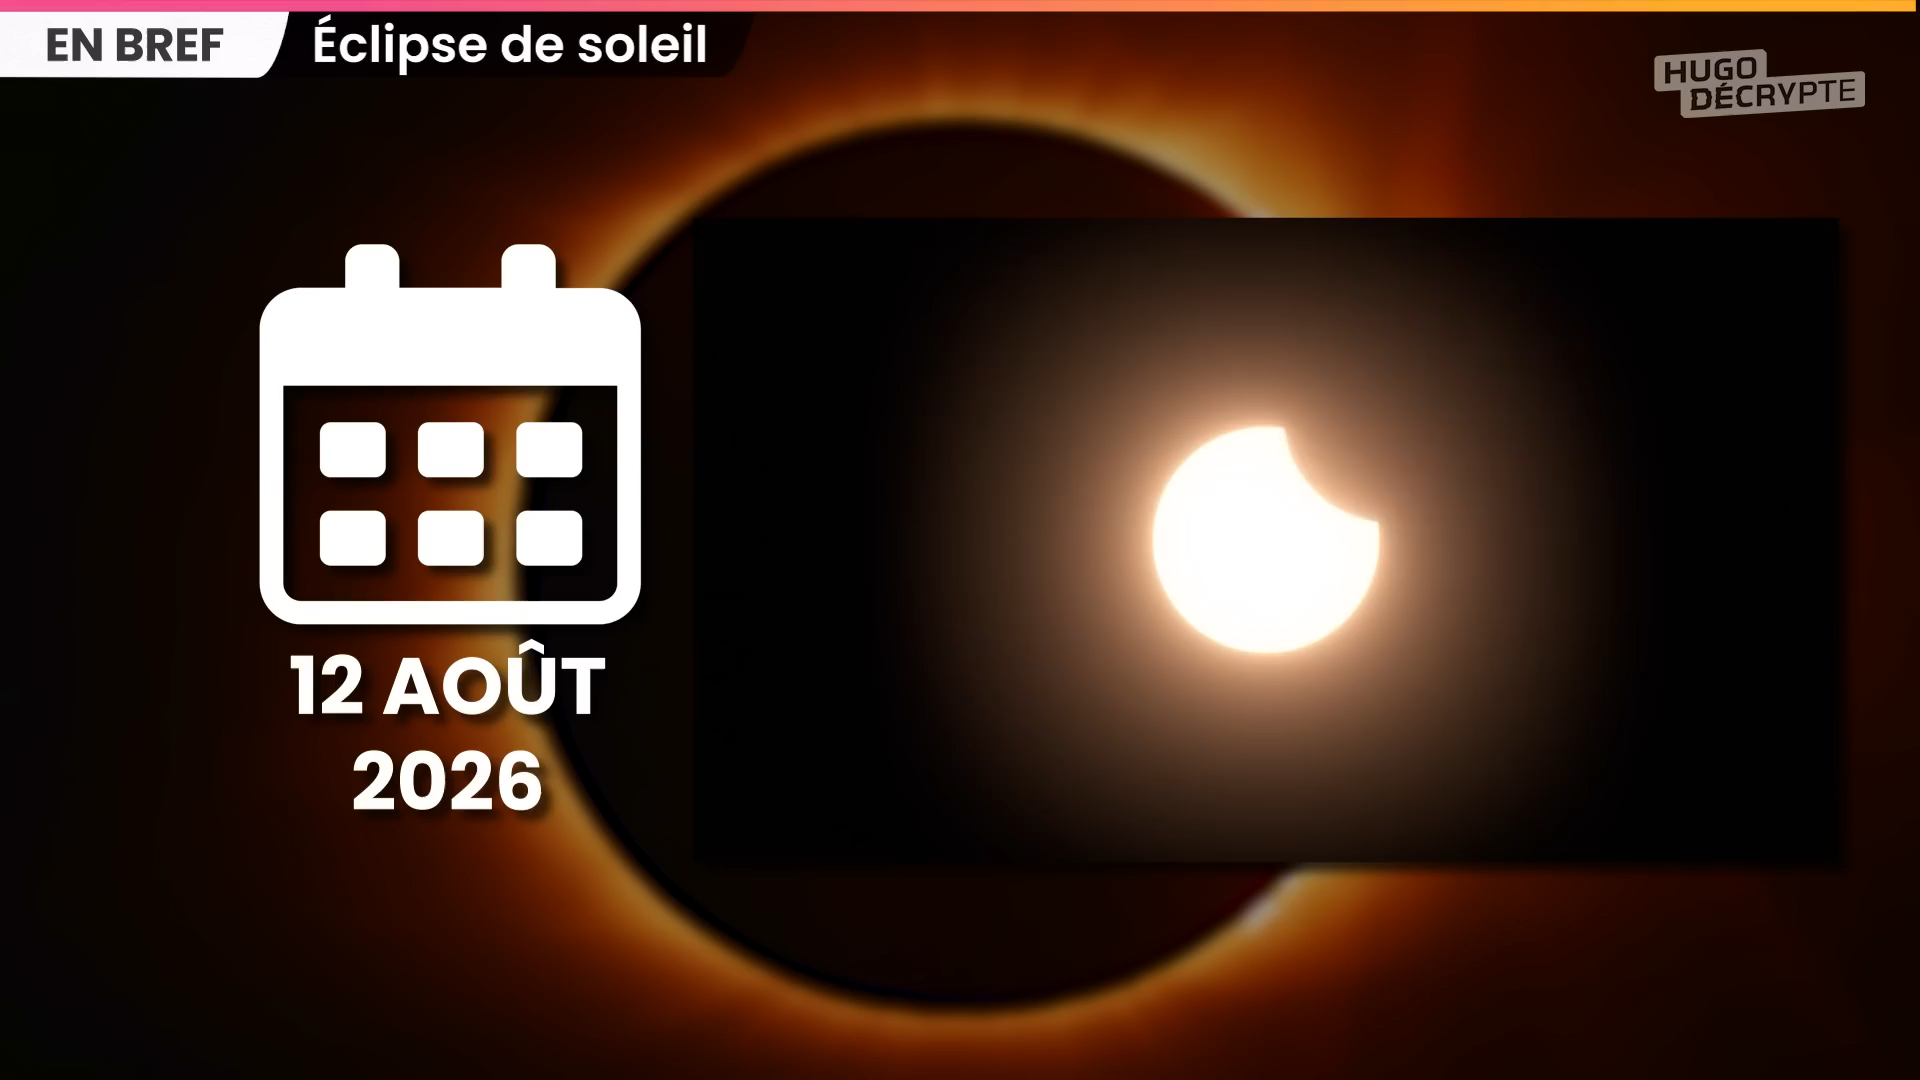 EN BREF
Éclipse de soleil
HUGO
DÉCRYPTE
12 AOÛT
2026